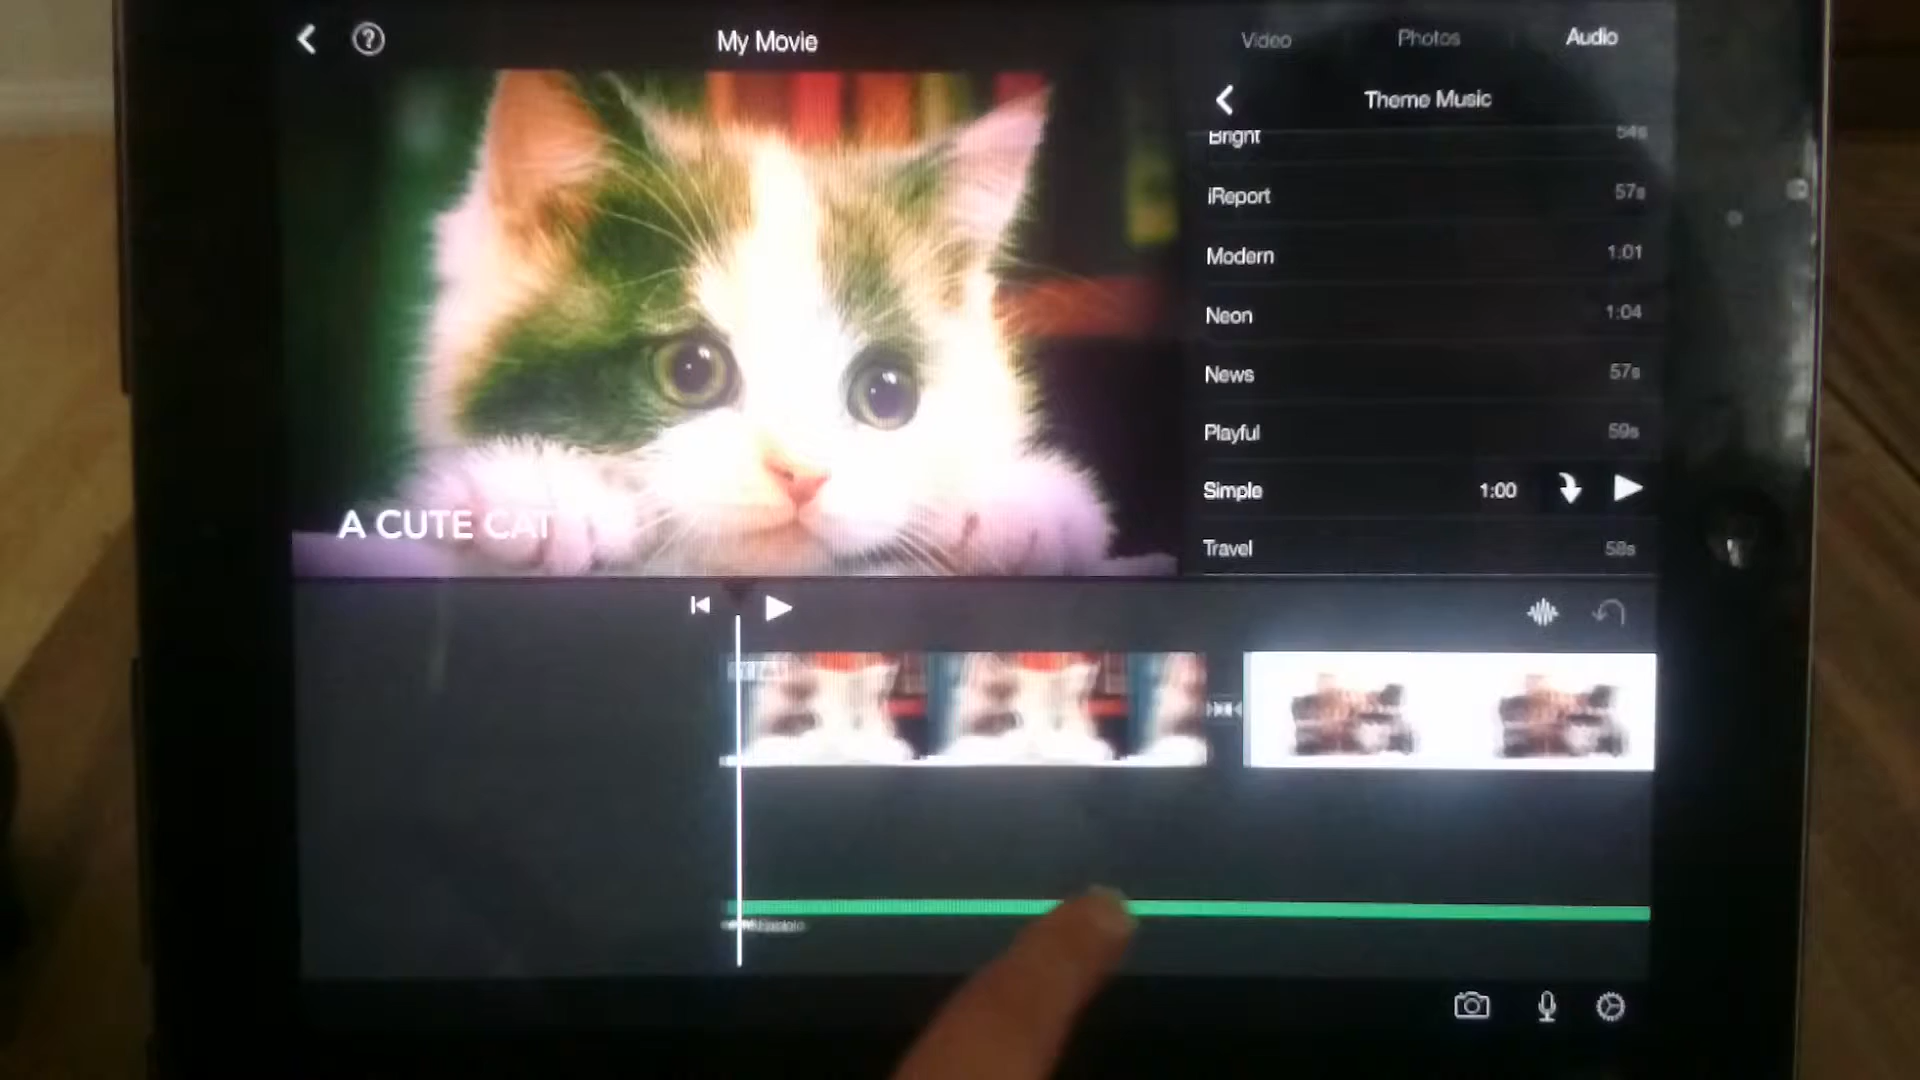 My Movie
Video Photos Audio
Theme Music
Bright 54s
iReport 57s
Modern 1:01
Neon 1:04
News 57s
Playful 59s
Simple 1:00
Travel 58s
A CUTE CAT